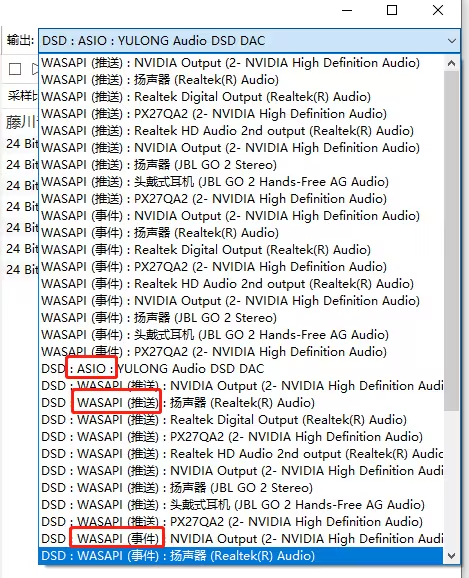 输出: DSD : ASIO : YULONG Audio DSD DAC
WASAPI (推送) : NVIDIA Output (2- NVIDIA High Definition Audio)
WASAPI (推送) : 扬声器 (Realtek(R) Audio)
WASAPI (推送) : Realtek Digital Output (Realtek(R) Audio)
采样比 WASAPI (推送) : PX27QA2 (2- NVIDIA High Definition Audio)
藤川 WASAPI (推送) : Realtek HD Audio 2nd output (Realtek(R) Audio)
24 Bit WASAPI (推送) : NVIDIA Output (2- NVIDIA High Definition Audio)
24 Bit WASAPI (推送) : 扬声器 (JBL GO 2 Stereo)
24 Bit WASAPI (推送) : 头戴式耳机 (JBL GO 2 Hands-Free AG Audio)
24 Bit WASAPI (推送) : PX27QA2 (2- NVIDIA High Definition Audio)
24 Bit WASAPI (事件) : NVIDIA Output (2- NVIDIA High Definition Audio)
24 Bit WASAPI (事件) : 扬声器 (Realtek(R) Audio)
24 Bit WASAPI (事件) : Realtek Digital Output (Realtek(R) Audio)
WASAPI (事件) : PX27QA2 (2- NVIDIA High Definition Audio)
WASAPI (事件) : Realtek HD Audio 2nd output (Realtek(R) Audio)
WASAPI (事件) : NVIDIA Output (2- NVIDIA High Definition Audio)
WASAPI (事件) : 扬声器 (JBL GO 2 Stereo)
WASAPI (事件) : 头戴式耳机 (JBL GO 2 Hands-Free AG Audio)
WASAPI (事件) : PX27QA2 (2- NVIDIA High Definition Audio)
DSD : ASIO : YULONG Audio DSD DAC
DSD : WASAPI (推送) : NVIDIA Output (2- NVIDIA High Definition Audio
DSD : WASAPI (推送) : 扬声器 (Realtek(R) Audio)
DSD : WASAPI (推送) : Realtek Digital Output (Realtek(R) Audio)
DSD : WASAPI (推送) : PX27QA2 (2- NVIDIA High Definition Audio)
DSD : WASAPI (推送) : Realtek HD Audio 2nd output (Realtek(R) Audio)
DSD : WASAPI (推送) : NVIDIA Output (2- NVIDIA High Definition Audio
DSD : WASAPI (推送) : 扬声器 (JBL GO 2 Stereo)
DSD : WASAPI (推送) : 头戴式耳机 (JBL GO 2 Hands-Free AG Audio)
DSD : WASAPI (推送) : PX27QA2 (2- NVIDIA High Definition Audio)
DSD : WASAPI (事件) : NVIDIA Output (2- NVIDIA High Definition Audio
DSD : WASAPI (事件) : 扬声器 (Realtek(R) Audio)